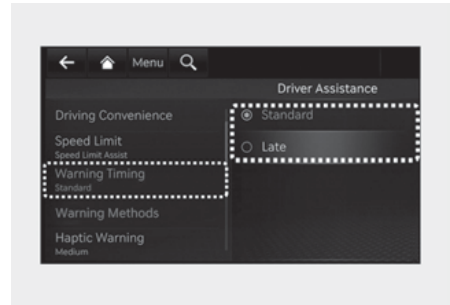 Menu
Driver Assistance
Driving Convenience
Speed Limit
Speed Limit Assist
Warning Timing
Standard
Warning Methods
Haptic Warning
Medium
Standard
Late